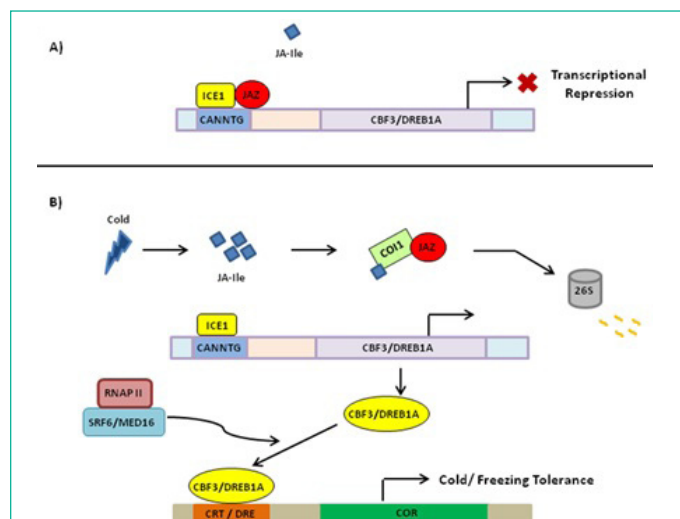 A)
JA-Ile
ICE1
JAZ
Transcriptional
Repression
CANNTG
CBF3/DREB1A
B)
Cold
JA-Ile
COI1
JAZ
26S
ICE1
CANNTG
CBF3/DREB1A
RNAP II
SRF6/MED16
CBF3/DREB1A
CBF3/DREB1A
Cold/ Freezing Tolerance
CRT / DRE
COR